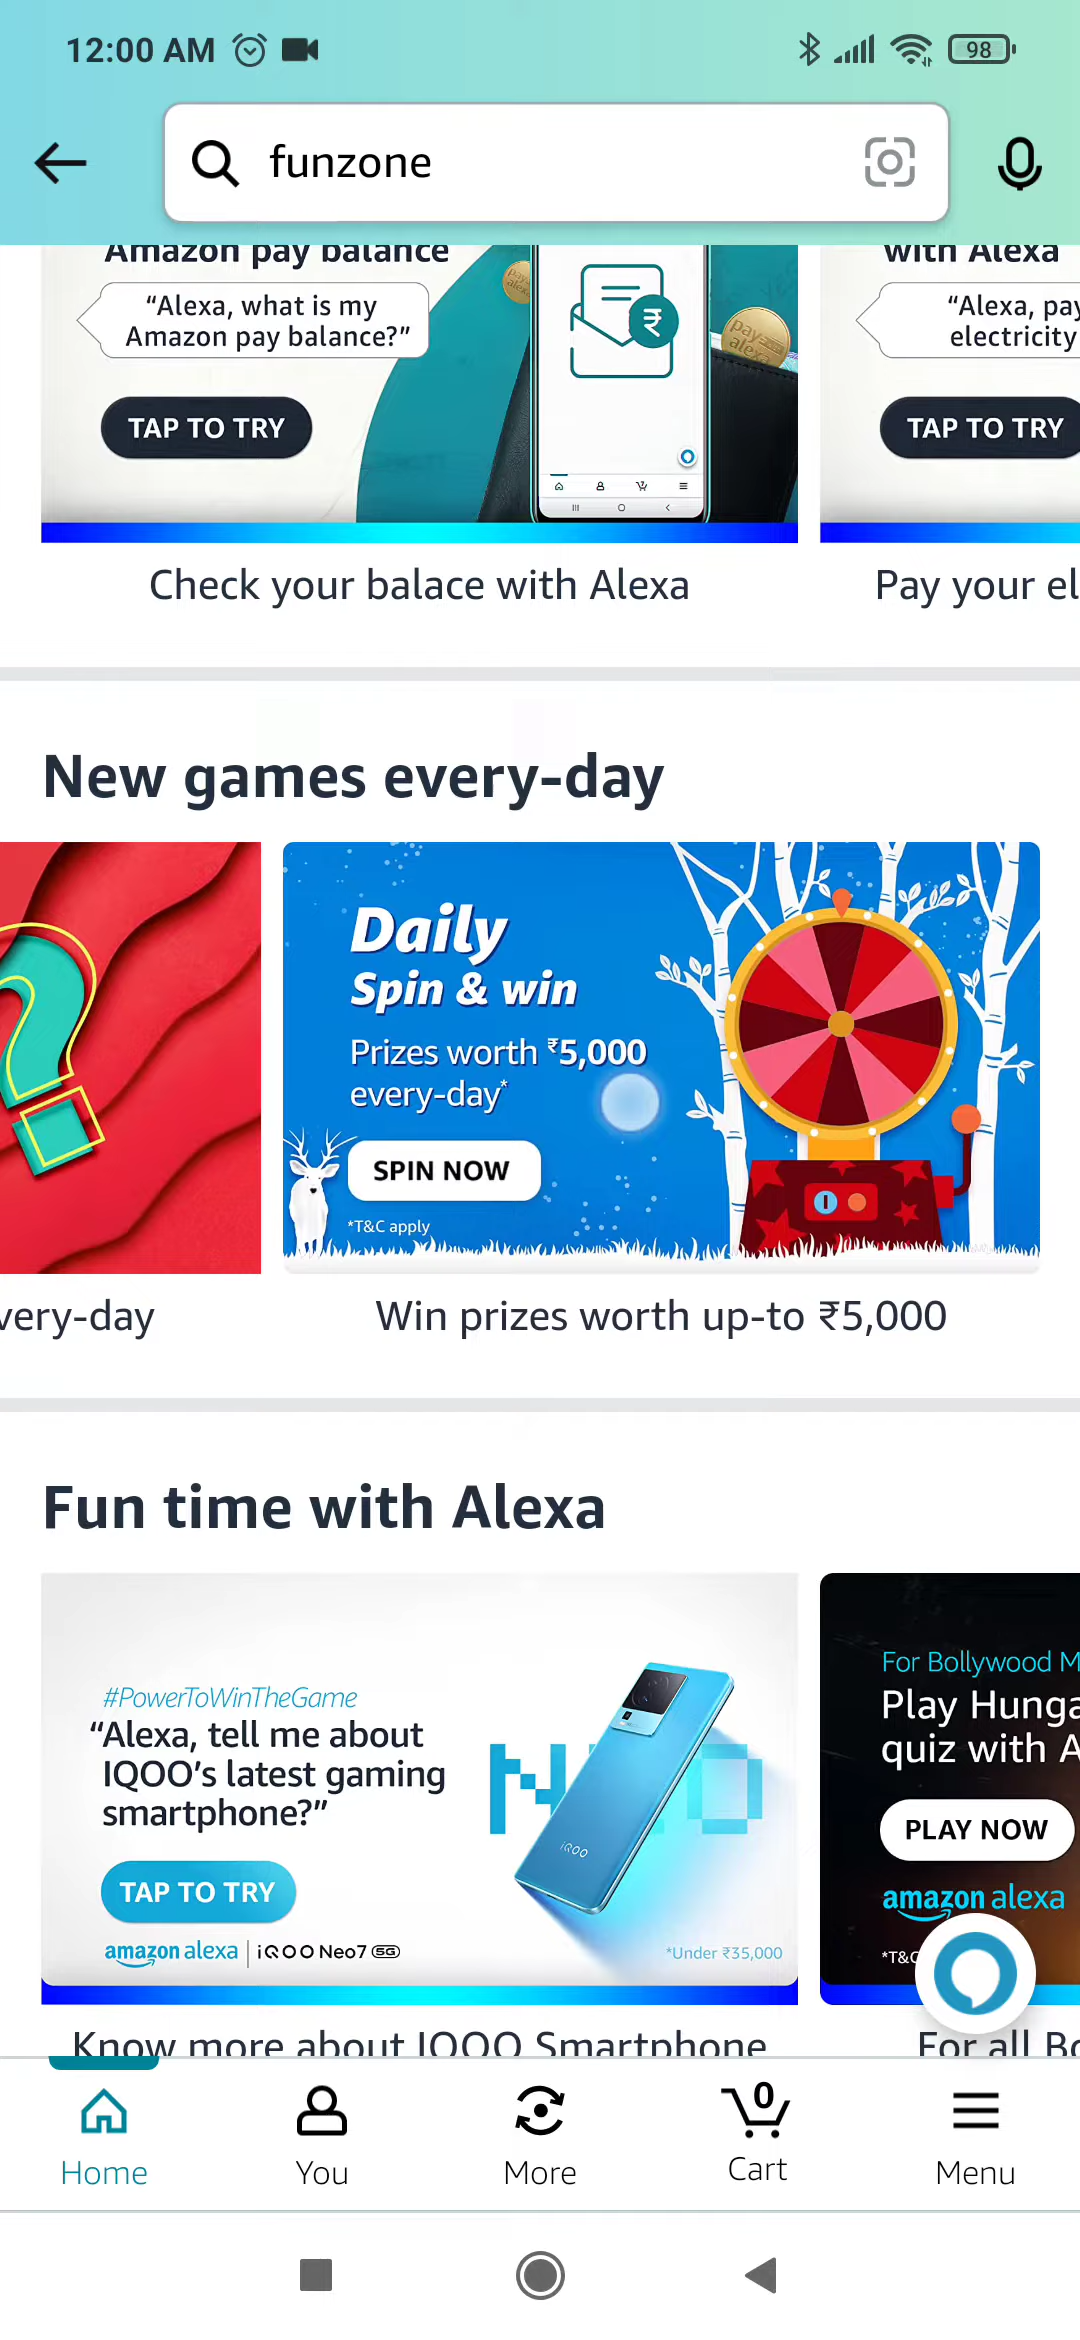 12:00 AM
98
funzone
Amazon pay balance
"Alexa, what is my
Amazon pay balance?"
TAP TO TRY
pay
alexa
Check your balace with Alexa
with Alexa
"Alexa, pay
electricity
TAP TO TRY
Pay your el
New games every-day
very-day
Daily
Spin & win
Prizes worth ₹5,000
every-day*
SPIN NOW
*T&C apply
Win prizes worth up-to ₹5,000
Fun time with Alexa
#PowerToWinTheGame
"Alexa, tell me about
IQOO's latest gaming
smartphone?"
TAP TO TRY
amazon alexa | iQOO Neo7 5G
iQOO
*Under ₹35,000
Know more about IQOO Smartphone
For Bollywood M
Play Hunga
quiz with A
PLAY NOW
amazon alexa
*T&C
For all Bo
Home
You
More
0
Cart
Menu